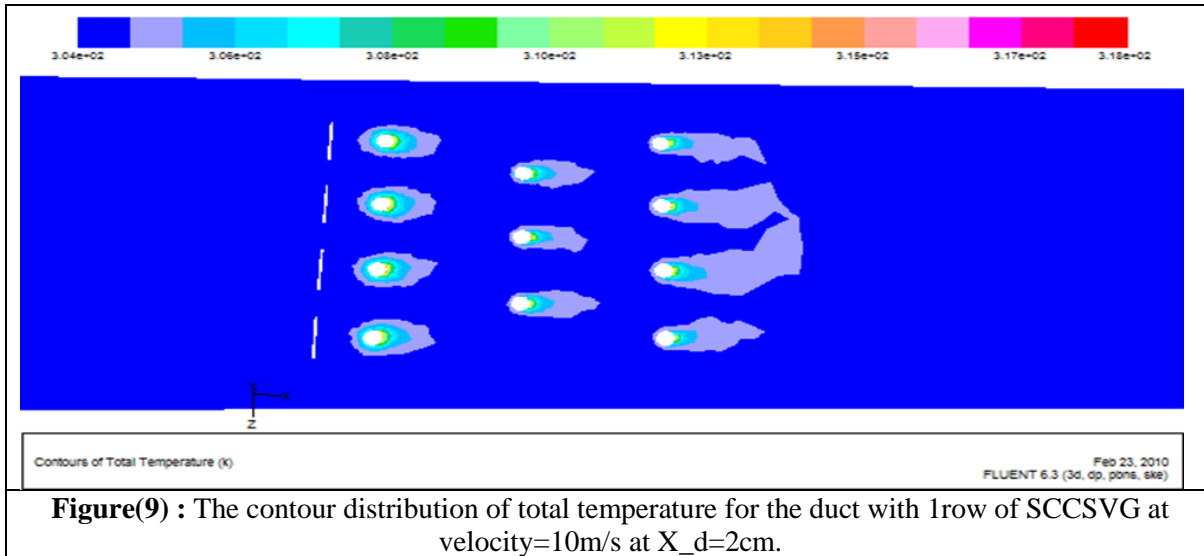 3.04e+02 3.06e+02 3.08e+02 3.10e+02 3.13e+02 3.15e+02 3.17e+02 3.18e+02
Y
X
Z
Contours of Total Temperature (k)
Feb 23, 2010
FLUENT 6.3 (3d, dp, pbns, ske)
Figure(9) : The contour distribution of total temperature for the duct with 1row of SCCSVG at
velocity=10m/s at X_d=2cm.